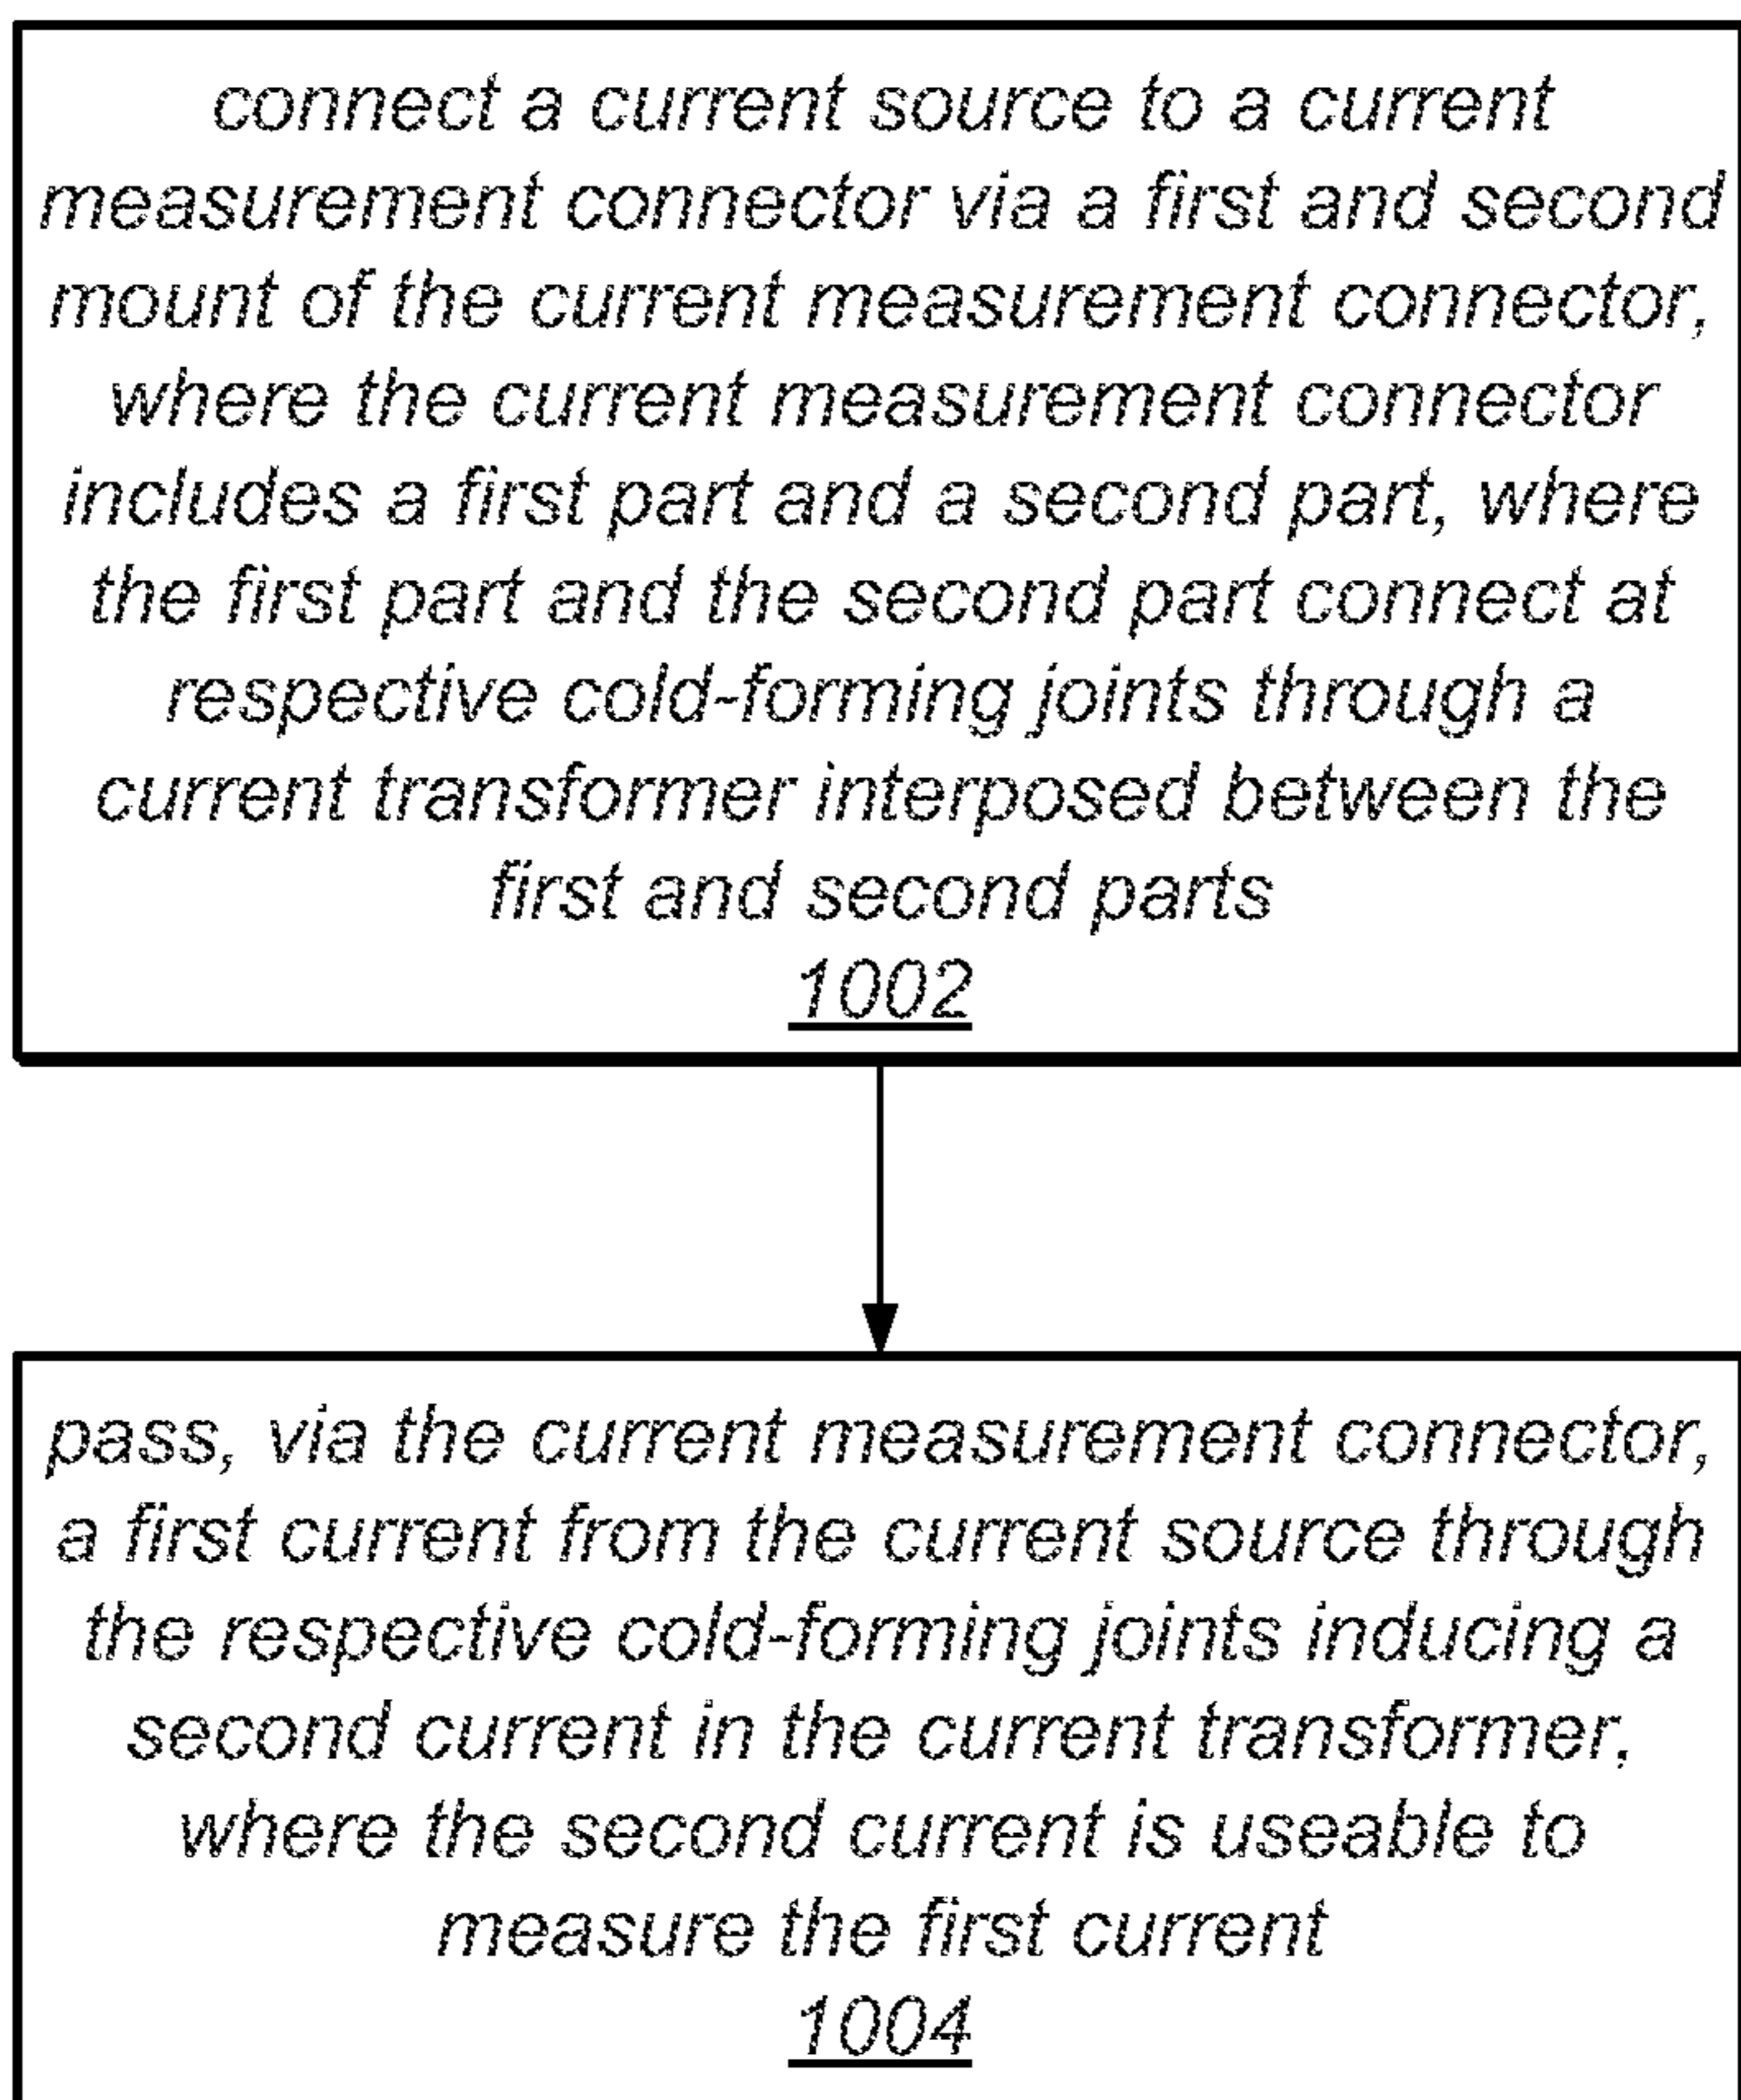 connect a current source to a current
measurement connector via a first and second
mount of the current measurement connector,
where the current measurement connector
includes a first part and a second part, where
the first part and the second part connect at
respective cold-forming joints through a
current transformer interposed between the
first and second parts
1002
pass, via the current measurement connector,
a first current from the current source through
the respective cold-forming joints inducing a
second current in the current transformer,
where the second current is useable to
measure the first current
1004